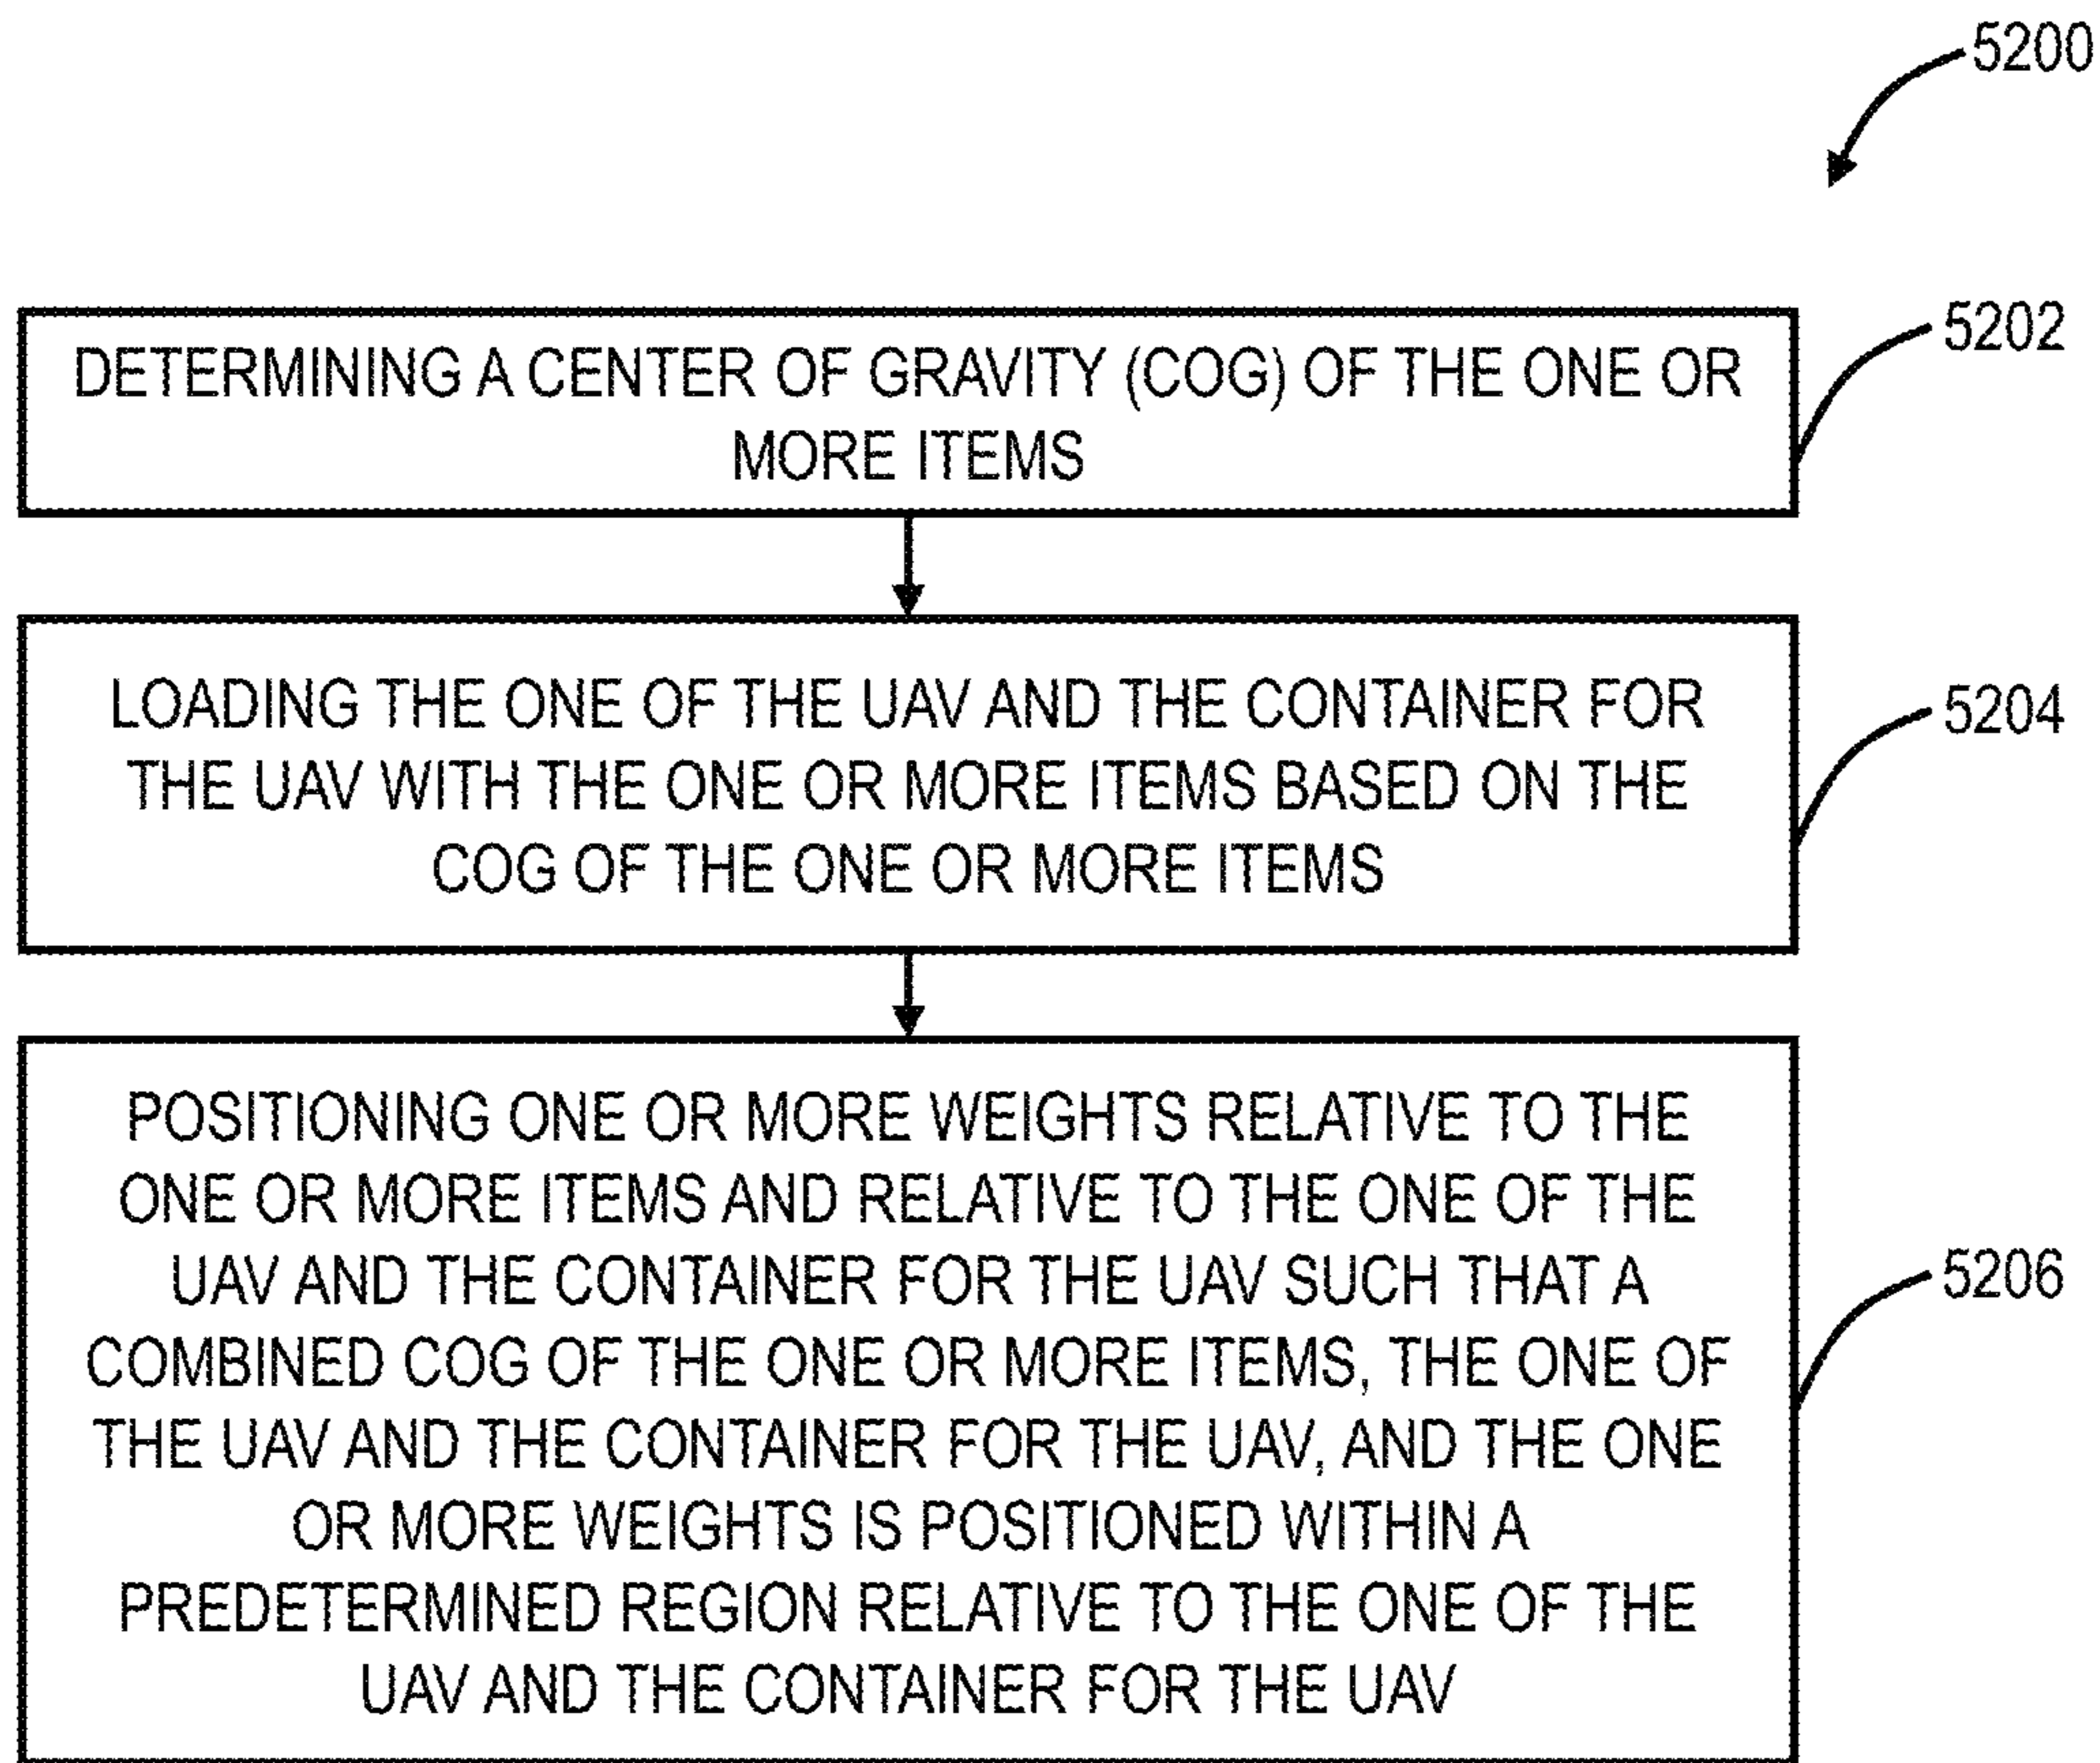 5200
5202
DETERMINING A CENTER OF GRAVITY (COG) OF THE ONE OR
MORE ITEMS
5204
LOADING THE ONE OF THE UAV AND THE CONTAINER FOR
THE UAV WITH THE ONE OR MORE ITEMS BASED ON THE
COG OF THE ONE OR MORE ITEMS
5206
POSITIONING ONE OR MORE WEIGHTS RELATIVE TO THE
ONE OR MORE ITEMS AND RELATIVE TO THE ONE OF THE
UAV AND THE CONTAINER FOR THE UAV SUCH THAT A
COMBINED COG OF THE ONE OR MORE ITEMS, THE ONE OF
THE UAV AND THE CONTAINER FOR THE UAV, AND THE ONE
OR MORE WEIGHTS IS POSITIONED WITHIN A
PREDETERMINED REGION RELATIVE TO THE ONE OF THE
UAV AND THE CONTAINER FOR THE UAV